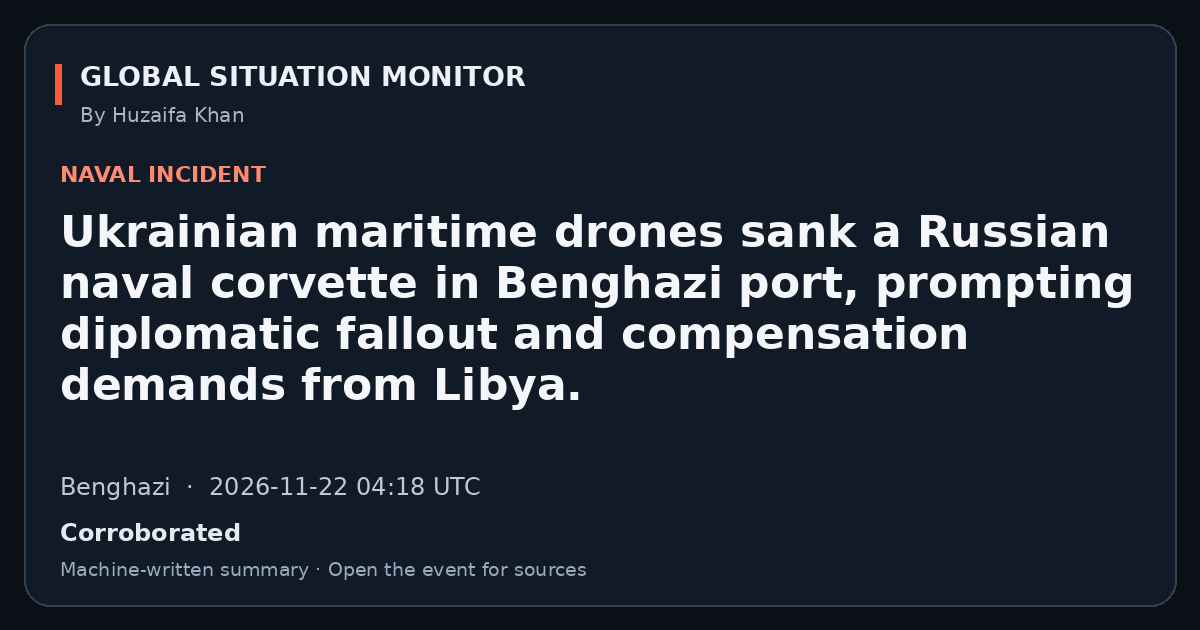 GLOBAL SITUATION MONITOR
By Huzaifa Khan
NAVAL INCIDENT
Ukrainian maritime drones sank a Russian
naval corvette in Benghazi port, prompting
diplomatic fallout and compensation
demands from Libya.
Benghazi · 2026-11-22 04:18 UTC
Corroborated
Machine-written summary · Open the event for sources